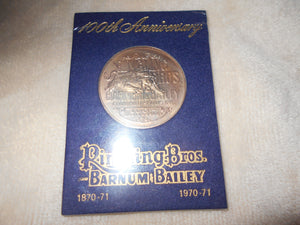 100th Anniversary
Ringling Bros.
BARNUM & BAILEY
1870-71 1970-71